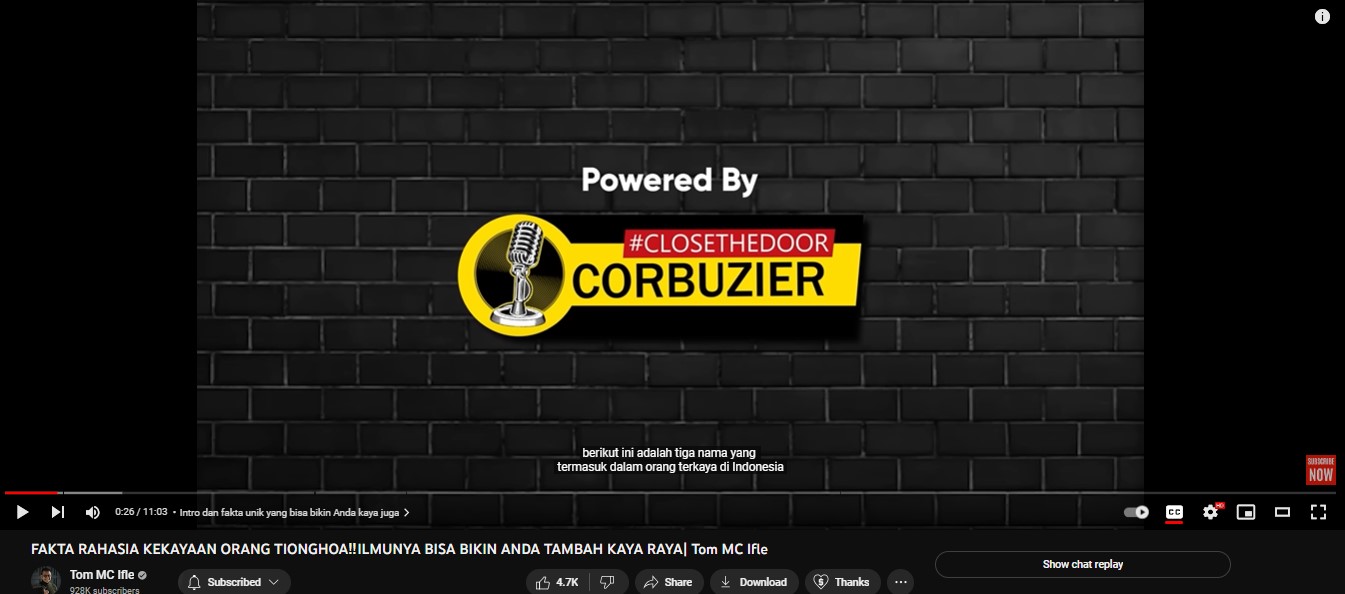 Powered By
#CLOSETHEDOOR
CORBUZIER
berikut ini adalah tiga nama yang
termasuk dalam orang terkaya di Indonesia
SUBSCRIBE
NOW
0:26 / 11:03 • Intro dan fakta unik yang bisa bikin Anda kaya juga
CC
HD
FAKTA RAHASIA KEKAYAAN ORANG TIONGHOA!!ILMUNYA BISA BIKIN ANDA TAMBAH KAYA RAYA| Tom MC Ifle
Show chat replay
Tom MC Ifle
Subscribed
4.7K
Share
Download
Thanks
928K subscribers